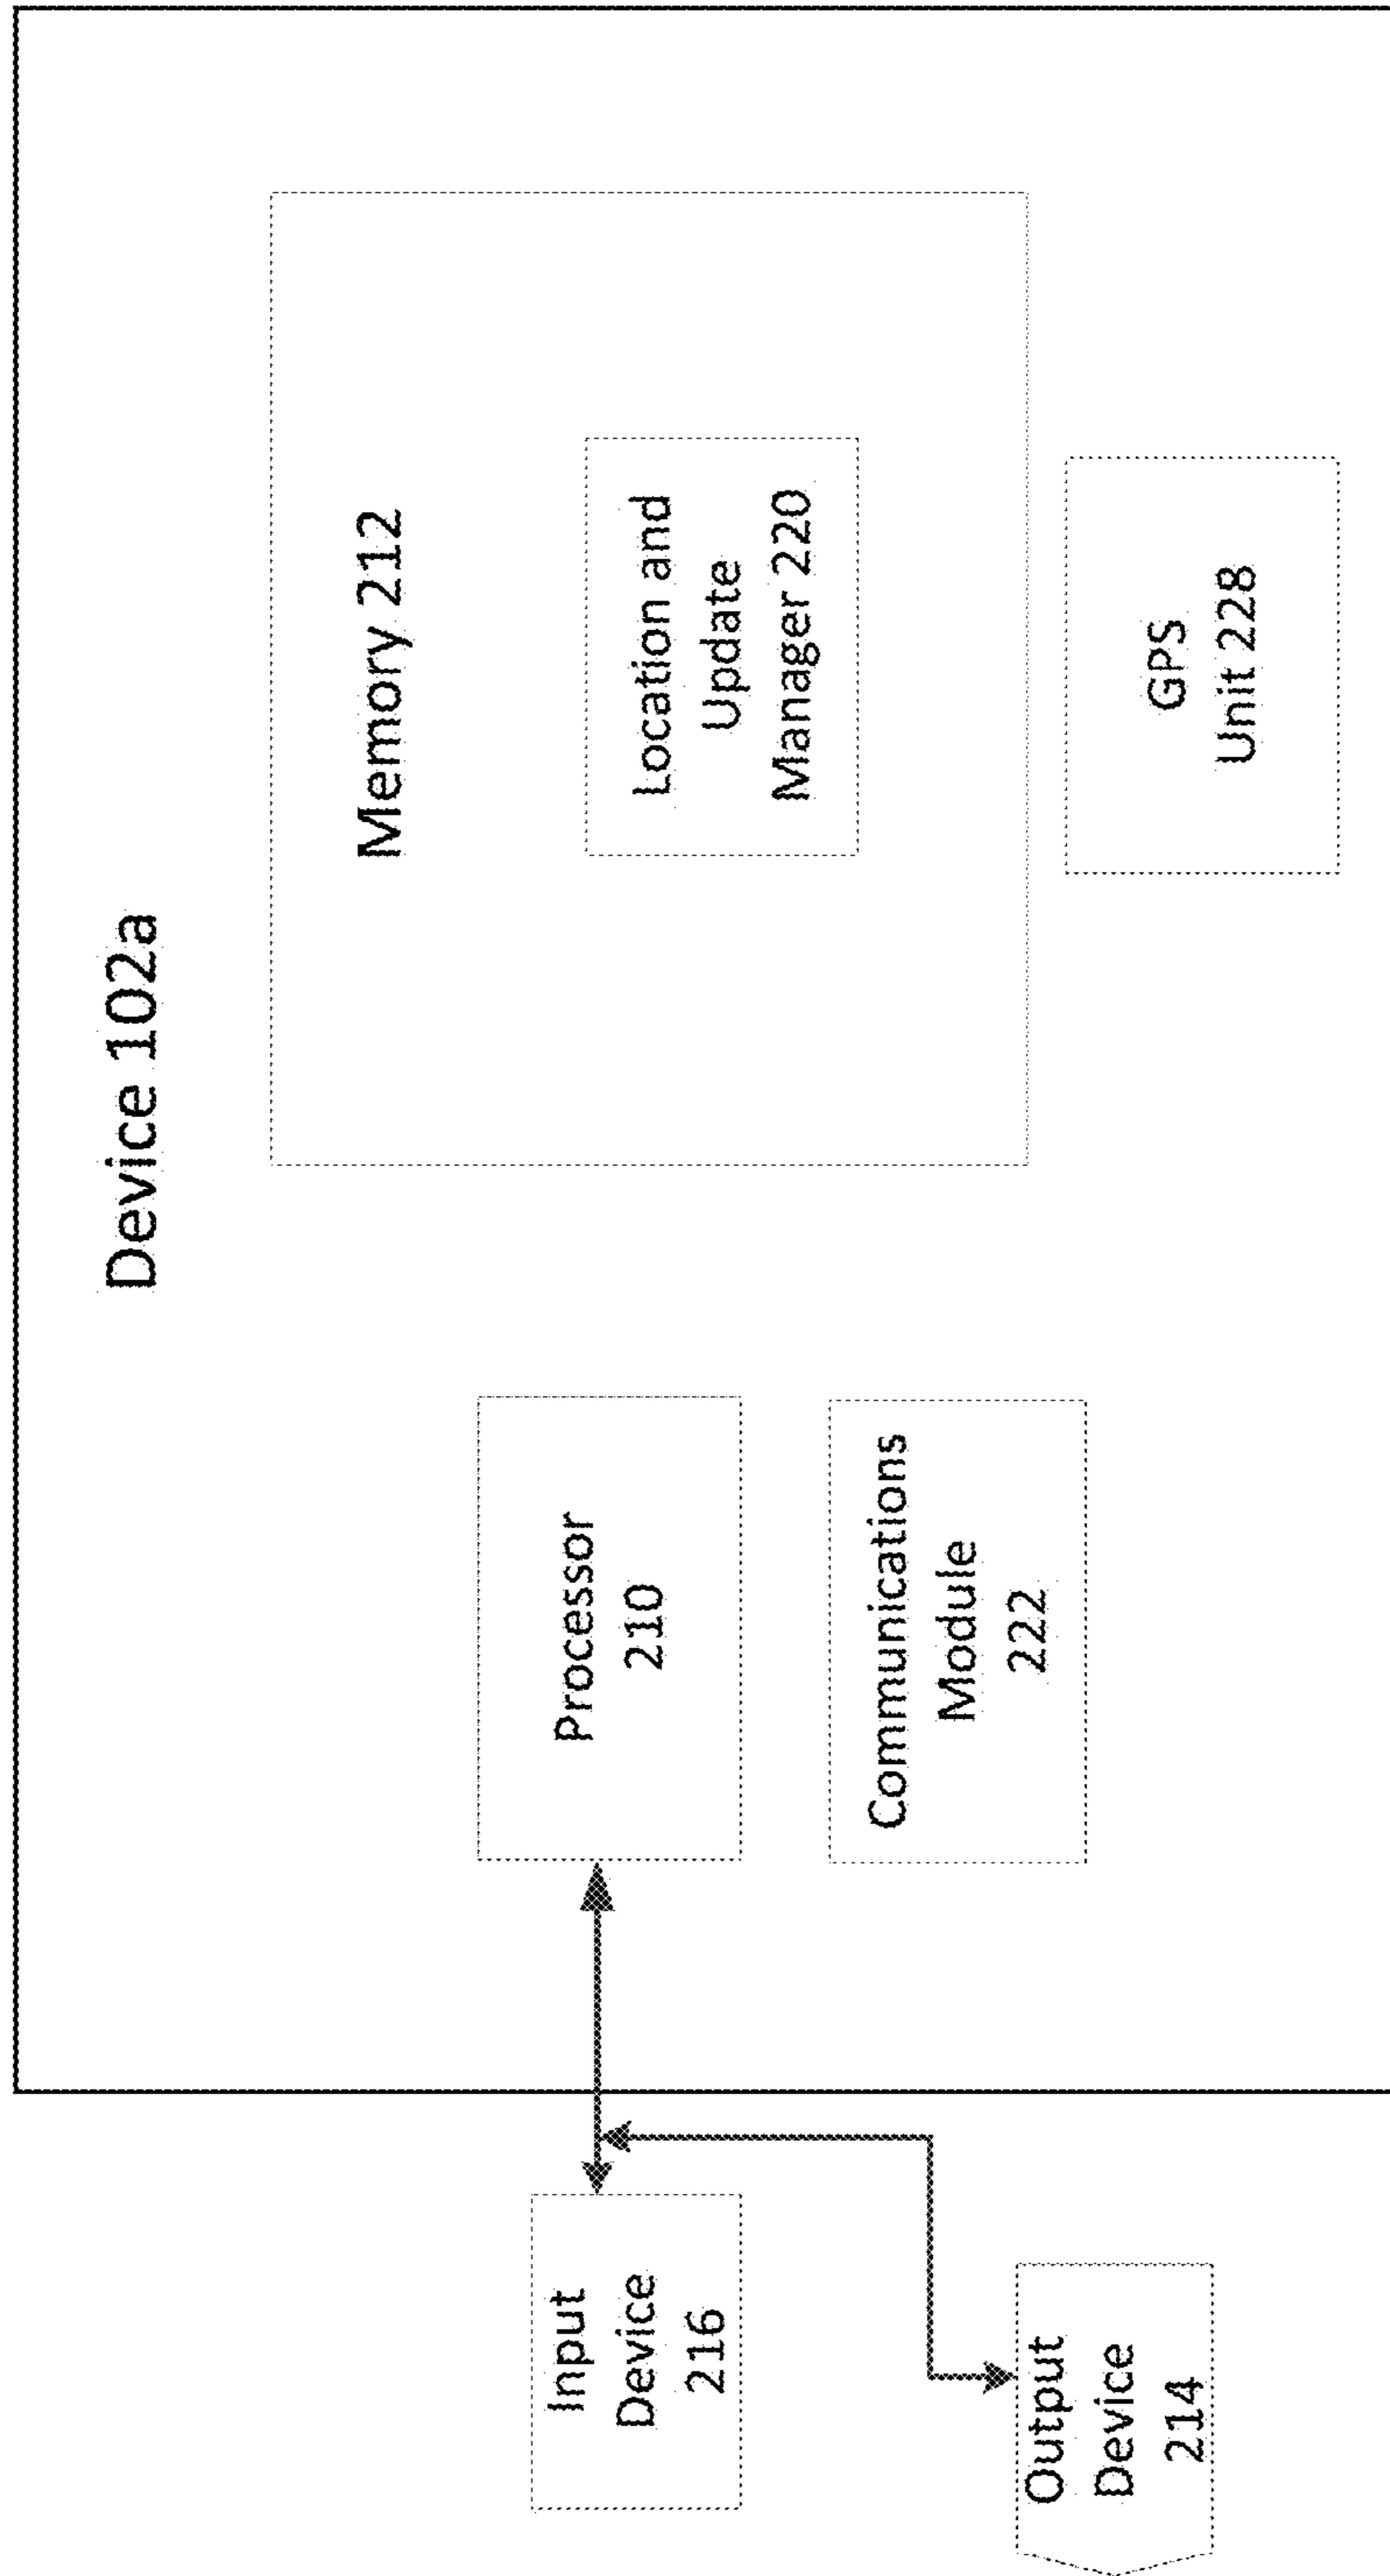 Device 102a
Input
Device
216
Processor
210
Memory 212
Location and
Update
Manager 220
Communications
Module
222
Output
Device
214
GPS
Unit 228